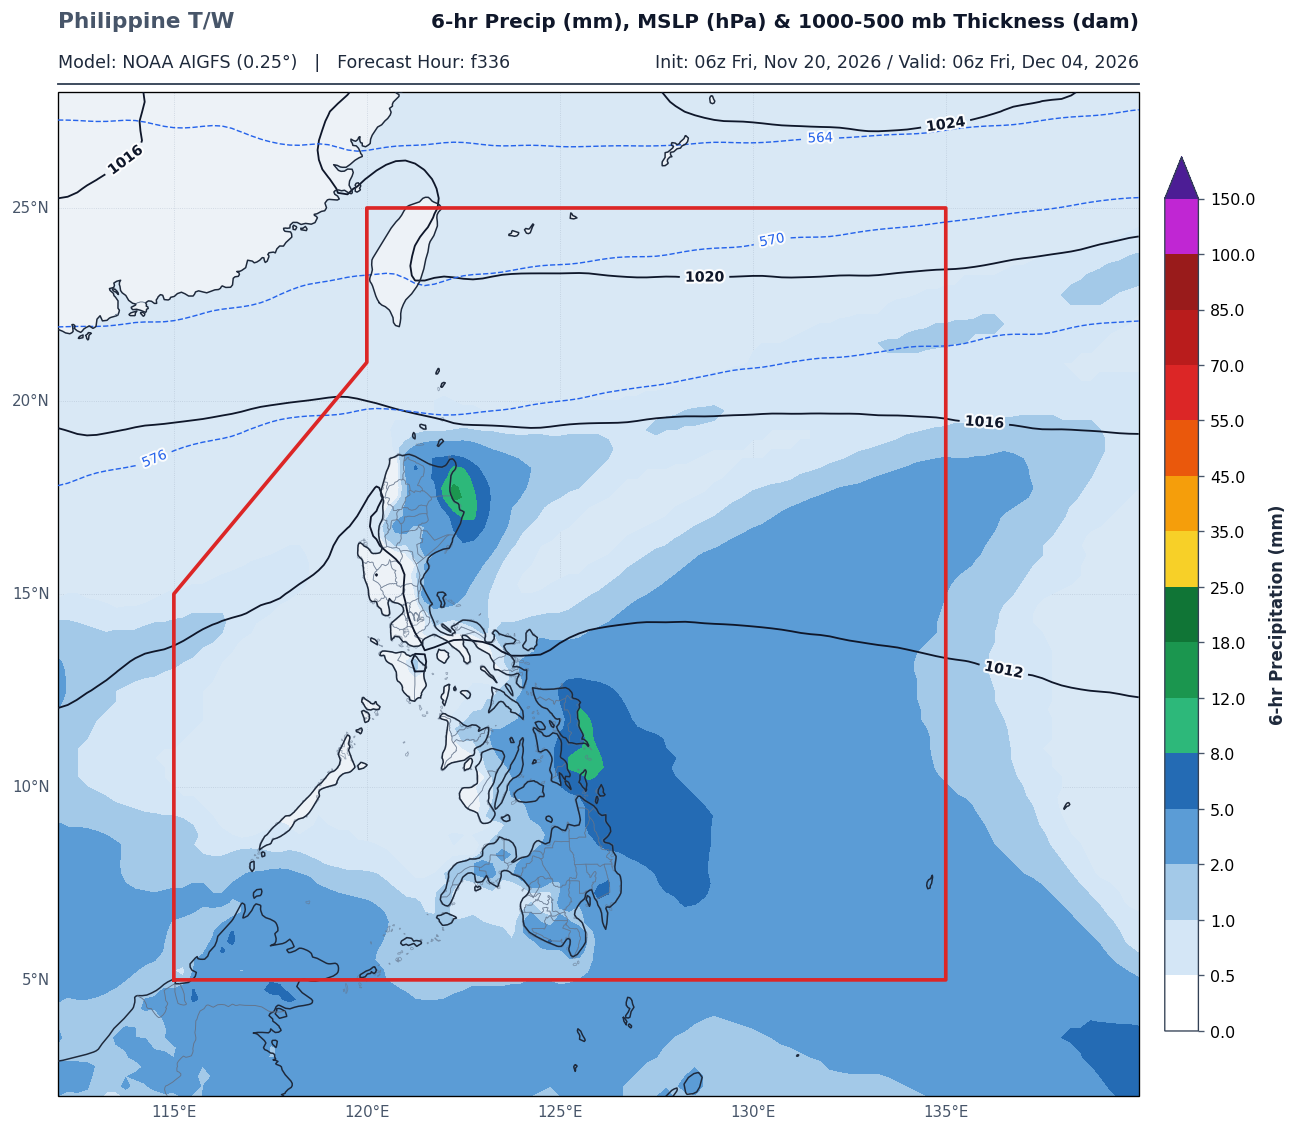 Philippine T/W
6-hr Precip (mm), MSLP (hPa) & 1000-500 mb Thickness (dam)
Model: NOAA AIGFS (0.25°) | Forecast Hour: f336
Init: 06z Fri, Nov 20, 2026 / Valid: 06z Fri, Dec 04, 2026
1024
564
1016
25°N
570
1020
20°N
1016
576
15°N
1012
10°N
5°N
115°E
120°E
125°E
130°E
135°E
150.0
100.0
85.0
70.0
55.0
45.0
35.0
25.0
18.0
12.0
8.0
5.0
2.0
1.0
0.5
0.0
6-hr Precipitation (mm)